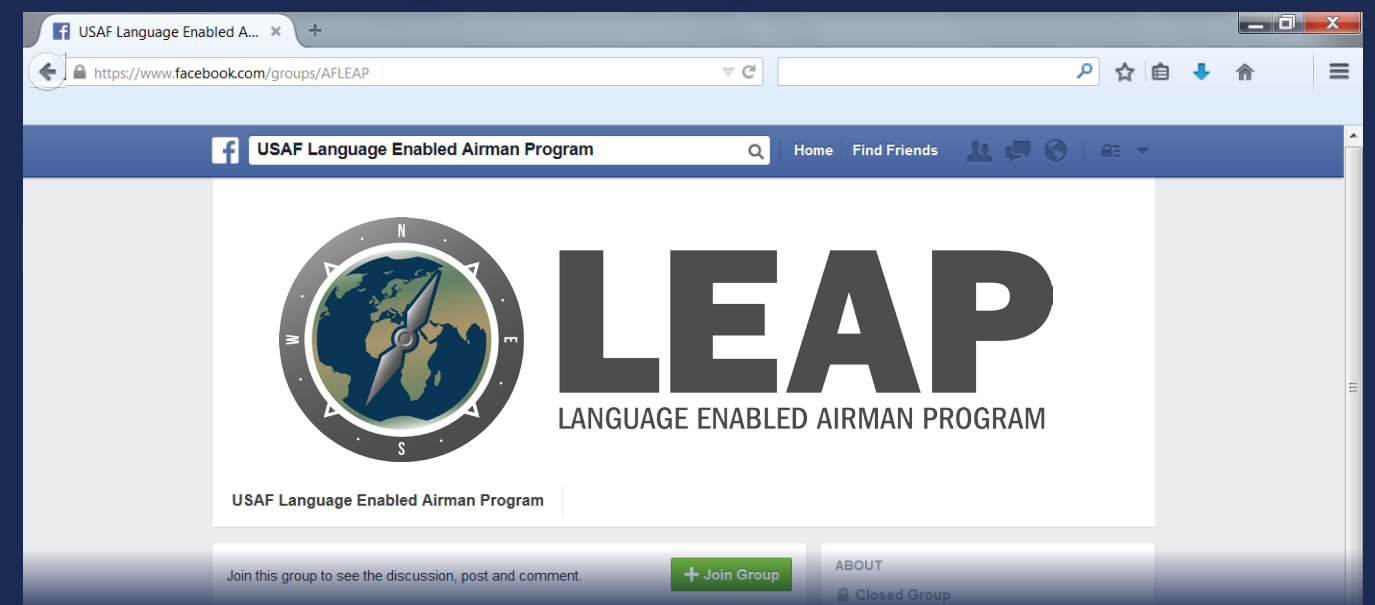 USAF Language Enabled A...
https://www.facebook.com/groups/AFLEAP
USAF Language Enabled Airman Program
Home Find Friends
N
W
E
S
LEAP
LANGUAGE ENABLED AIRMAN PROGRAM
USAF Language Enabled Airman Program
Join this group to see the discussion, post and comment.
+ Join Group
ABOUT
Closed Group